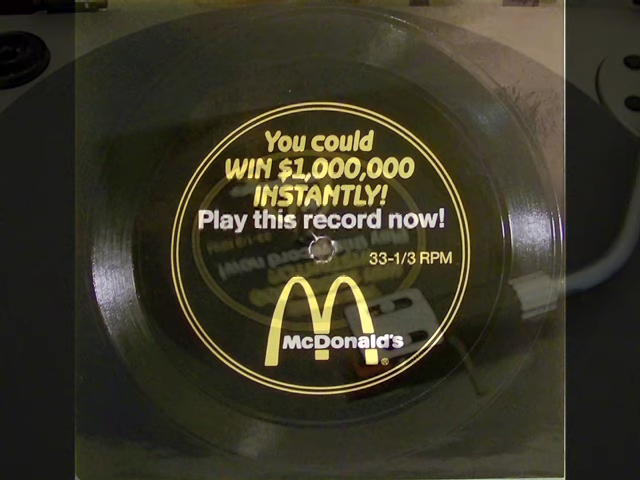 You could
WIN $1,000,000
INSTANTLY!
Play this record now!
33-1/3 RPM
McDonald's
®